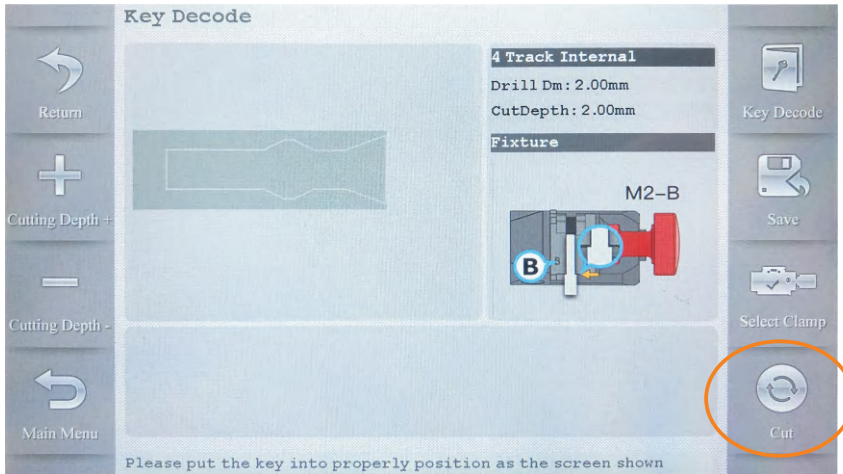 Key Decode
Return
Cutting Depth +
Cutting Depth -
Main Menu
4 Track Internal
Drill Dm: 2.00mm
CutDepth: 2.00mm
Fixture
M2-B
B
B
Key Decode
Save
Select Clamp
Cut
Please put the key into properly position as the screen shown